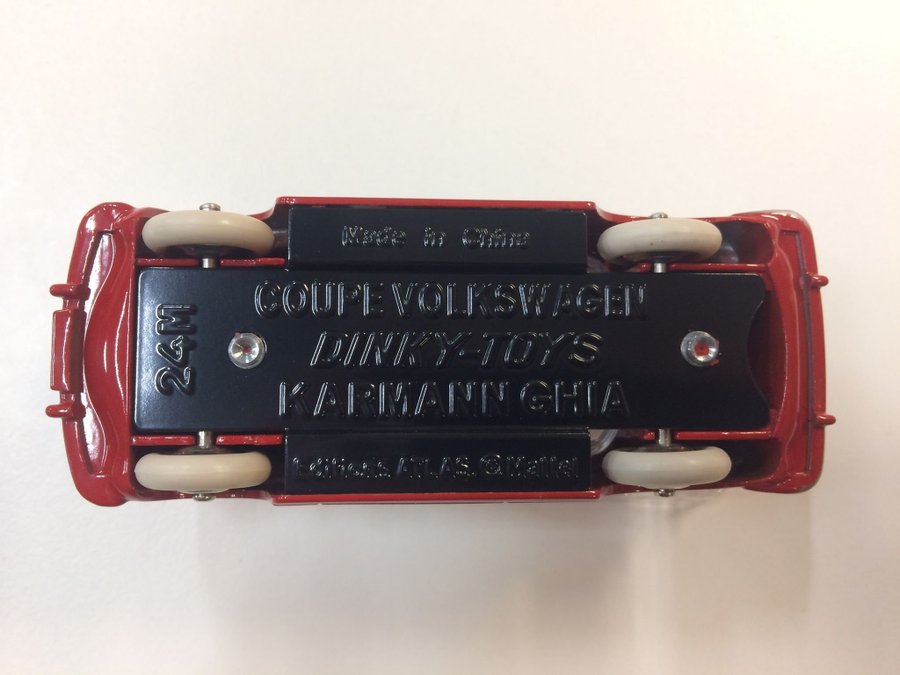 Made in China
COUPE VOLKSWAGEN
DINKY-TOYS
KARMANN GHIA
24M
Editions ATLAS. © Mattel